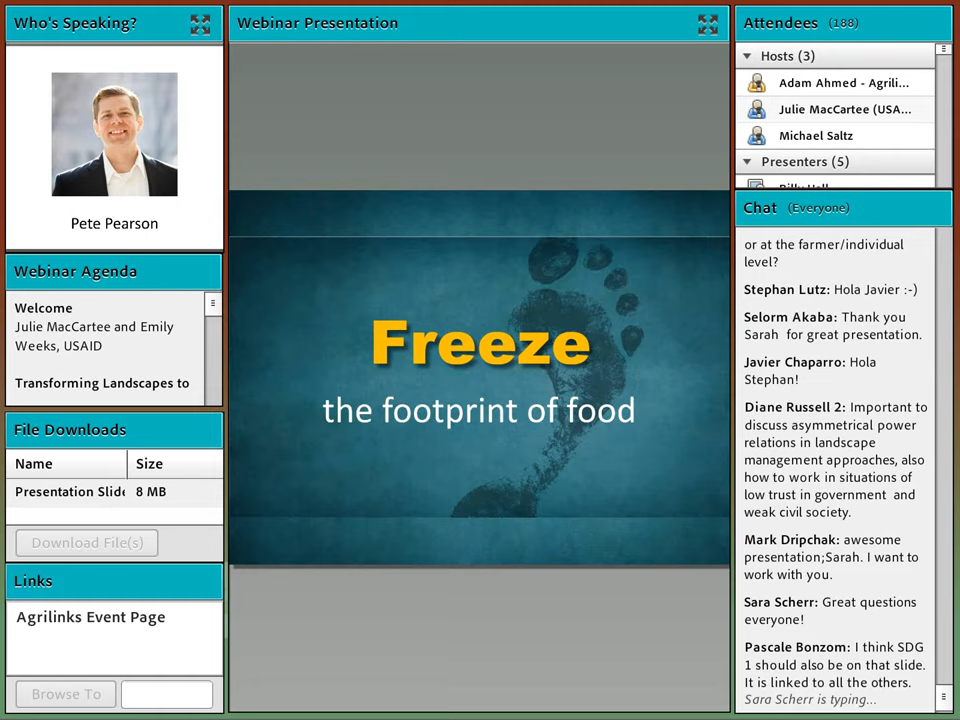 Who's Speaking?
Pete Pearson
Webinar Agenda
Welcome
Julie MacCartee and Emily
Weeks, USAID
Transforming Landscapes to
File Downloads
Name Size
Presentation Slide 8 MB
Download File(s)
Links
Agrilinks Event Page
Browse To
Webinar Presentation
Freeze
the footprint of food
Attendees (188)
Hosts (3)
Adam Ahmed - Agrili...
Julie MacCartee (USA...
Michael Saltz
Presenters (5)
Chat (Everyone)
or at the farmer/individual
level?
Stephan Lutz: Hola Javier :-)
Selorm Akaba: Thank you
Sarah for great presentation.
Javier Chaparro: Hola
Stephan!
Diane Russell 2: Important to
discuss asymmetrical power
relations in landscape
management approaches, also
how to work in situations of
low trust in government and
weak civil society.
Mark Dripchak: awesome
presentation;Sarah. I want to
work with you.
Sara Scherr: Great questions
everyone!
Pascale Bonzom: I think SDG
1 should also be on that slide.
It is linked to all the others.
Sara Scherr is typing...